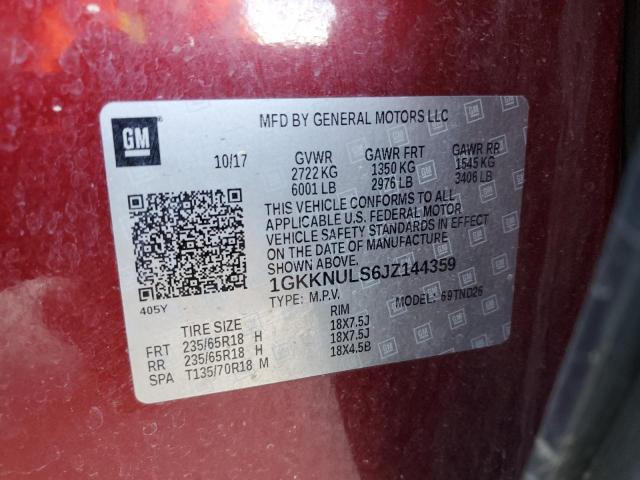 GM
MFD BY GENERAL MOTORS LLC
10/17 GVWR GAWR FRT GAWR RR
2722 KG 1350 KG 1545 KG
6001 LB 2976 LB 3406 LB
THIS VEHICLE CONFORMS TO ALL
APPLICABLE U.S. FEDERAL MOTOR
VEHICLE SAFETY STANDARDS IN EFFECT
ON THE DATE OF MANUFACTURE
SHOWN ABOVE.
1GKKNULS6JZ144359
TYPE: M.P.V. MODEL: 69TND26
405Y
TIRE SIZE RIM
FRT 235/65R18 H 18X7.5J
RR 235/65R18 H 18X7.5J
SPA T135/70R18 M 18X4.5B